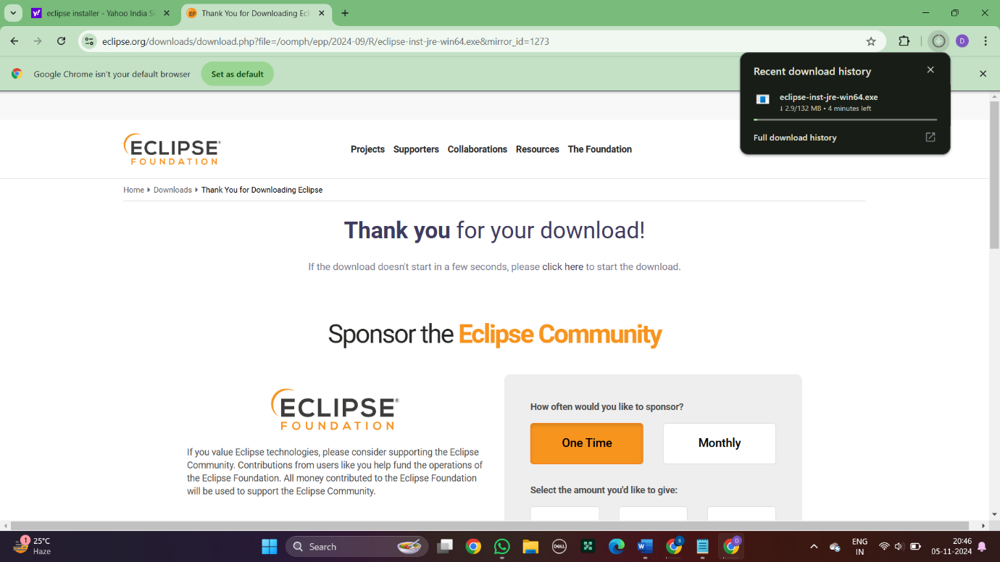 eclipse installer - Yahoo India Se
Thank You for Downloading Ecli
eclipse.org/downloads/download.php?file=/oomph/epp/2024-09/R/eclipse-inst-jre-win64.exe&mirror_id=1273
D
Google Chrome isn't your default browser
Set as default
Recent download history
eclipse-inst-jre-win64.exe
↓ 2.9/132 MB • 4 minutes left
Full download history
ECLIPSE®
FOUNDATION
Projects Supporters Collaborations Resources The Foundation
Home Downloads Thank You for Downloading Eclipse
Thank you for your download!
If the download doesn't start in a few seconds, please click here to start the download.
Sponsor the Eclipse Community
ECLIPSE®
FOUNDATION
If you value Eclipse technologies, please consider supporting the Eclipse
Community. Contributions from users like you help fund the operations of
the Eclipse Foundation. All money contributed to the Eclipse Foundation
will be used to support the Eclipse Community.
How often would you like to sponsor?
One Time
Monthly
Select the amount you'd like to give:
1
25°C
Haze
Search
DELL
ENG
IN
20:46
05-11-2024